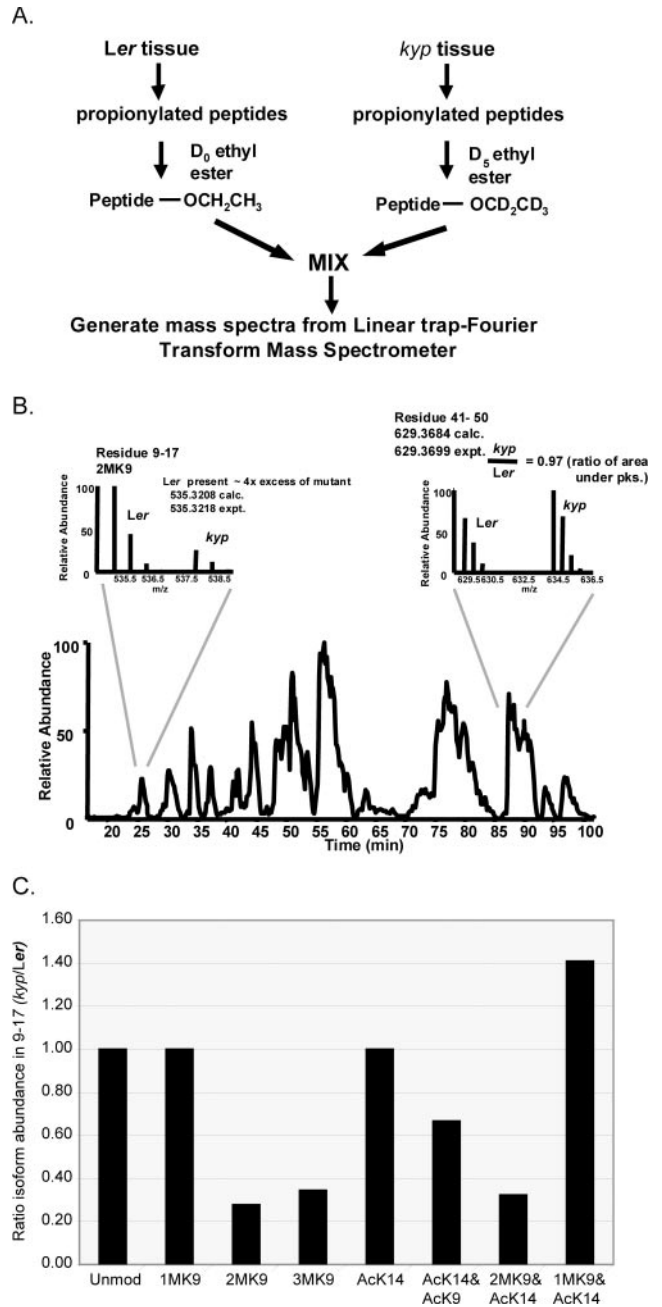 A.
Ler tissue
kyp tissue
propionylated peptides
propionylated peptides
D0 ethyl
ester
D5 ethyl
ester
Peptide — OCH2CH3
Peptide — OCD2CD3
MIX
Generate mass spectra from Linear trap-Fourier
Transform Mass Spectrometer
B.
Residue 9-17
2MK9
Ler present ~ 4x excess of mutant
535.3208 calc.
535.3218 expt.
Relative Abundance
100
50
0
Ler
kyp
535.5 536.5 537.5 538.5
m/z
Residue 41- 50
629.3684 calc.
629.3699 expt.
kyp
Ler
= 0.97 (ratio of area
under pks.)
Relative Abundance
100
50
0
Ler
kyp
629.5 630.5 632.5 634.5 636.5
m/z
Relative Abundance
100
50
0
20 25 30 35 40 45 50 55 60 65 70 75 80 85 90 95 100
Time (min)
C.
Ratio isoform abundance in 9-17 (kyp/Ler)
1.60
1.40
1.20
1.00
0.80
0.60
0.40
0.20
0.00
Unmod 1MK9 2MK9 3MK9 AcK14 AcK14& 2MK9& 1MK9&
AcK9 AcK14 AcK14